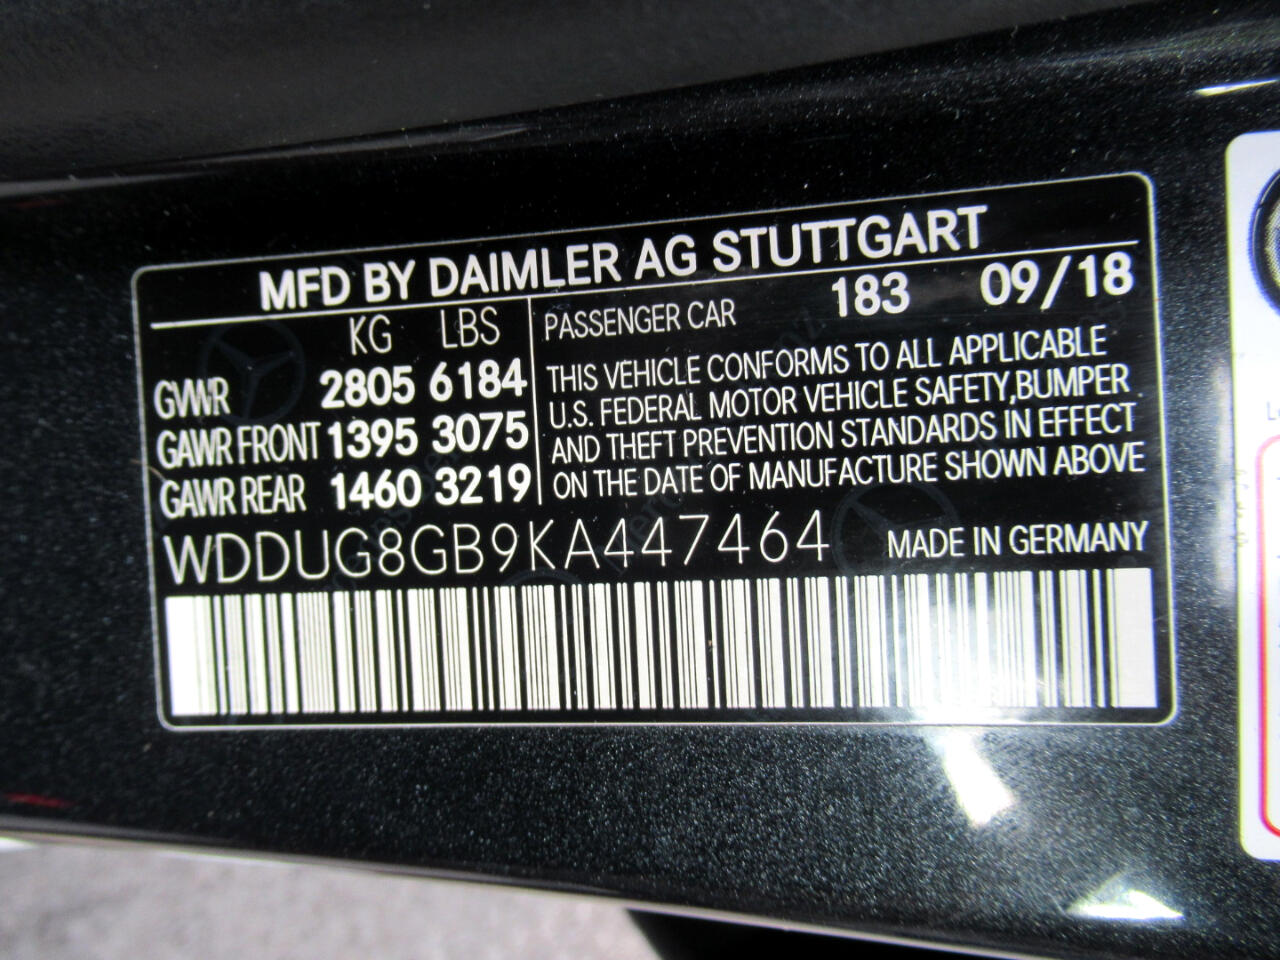 MFD BY DAIMLER AG STUTTGART
KG LBS
GVWR 2805 6184
GAWR FRONT 1395 3075
GAWR REAR 1460 3219
PASSENGER CAR 183 09/18
THIS VEHICLE CONFORMS TO ALL APPLICABLE
U.S. FEDERAL MOTOR VEHICLE SAFETY,BUMPER
AND THEFT PREVENTION STANDARDS IN EFFECT
ON THE DATE OF MANUFACTURE SHOWN ABOVE
WDDUG8GB9KA447464 MADE IN GERMANY